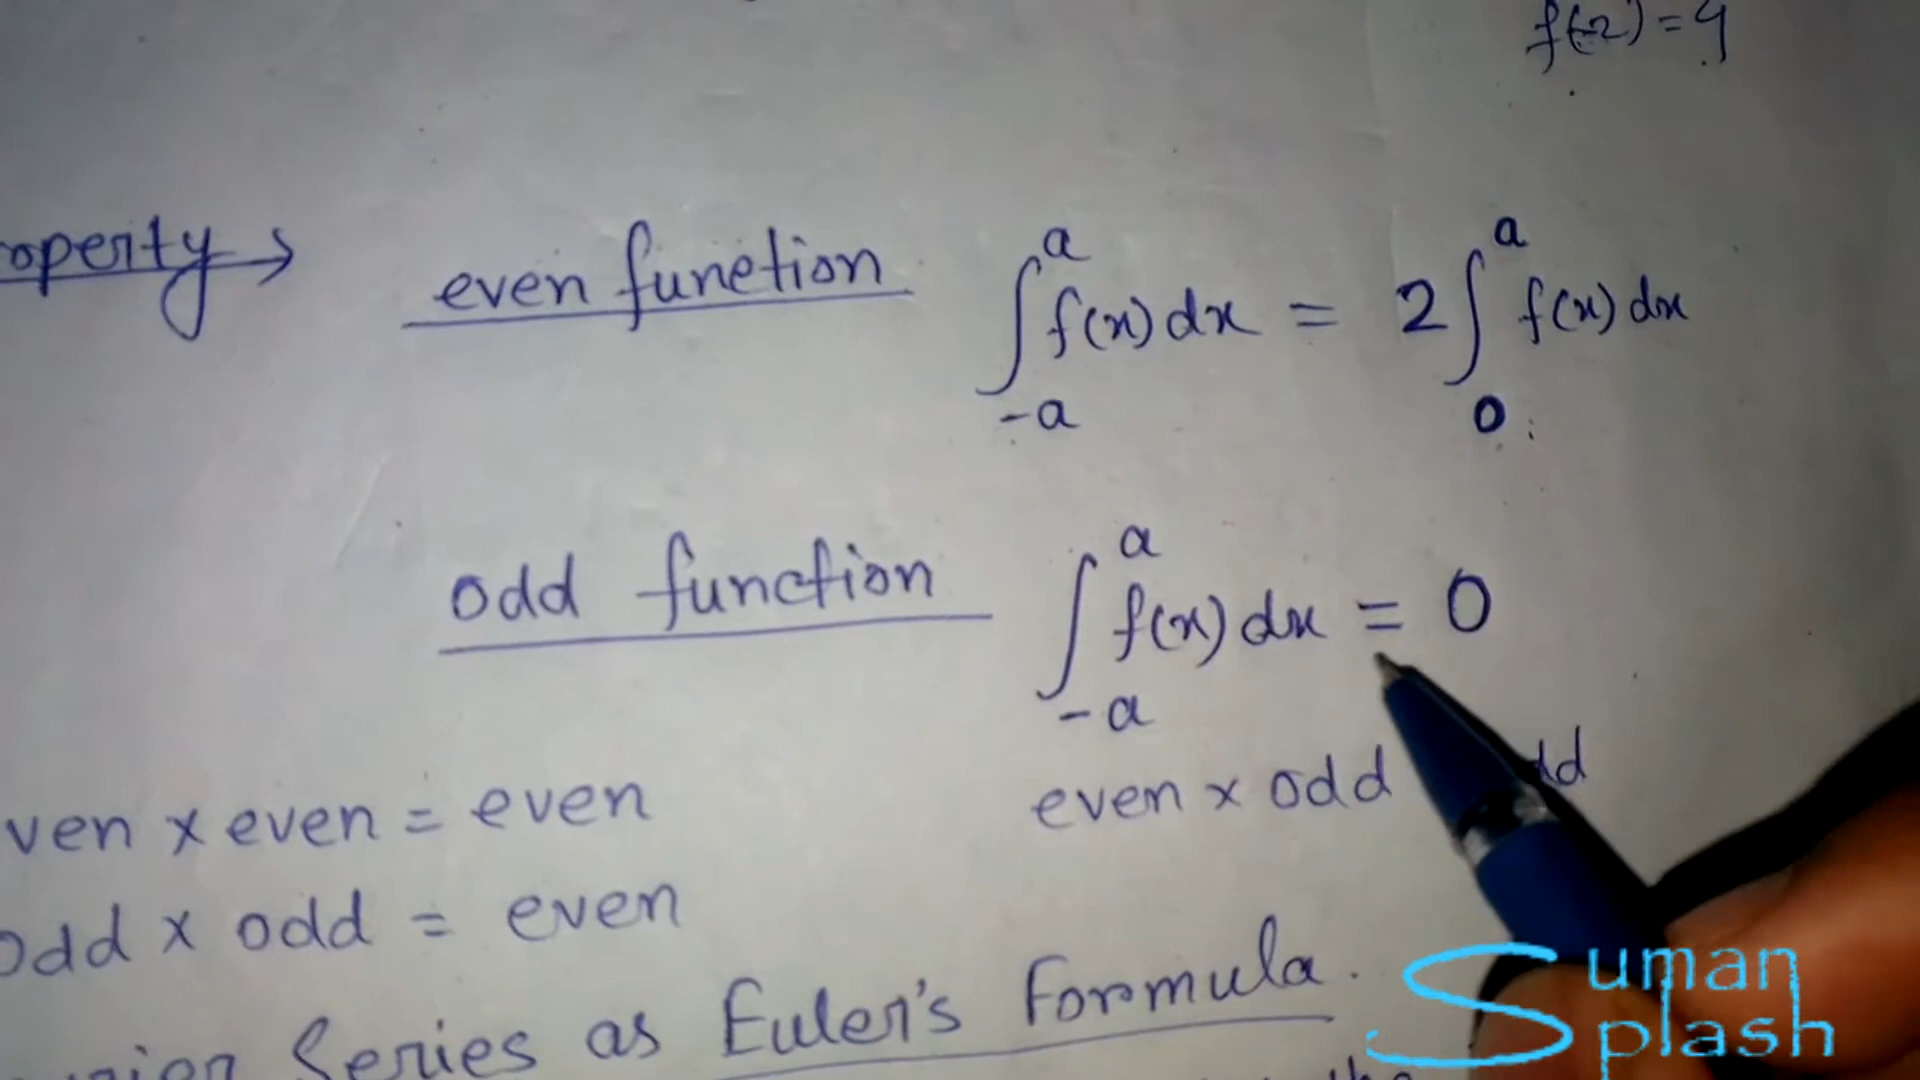 f(-2) = 4
even function ∫_{-a}^{a} f(x) dx = 2 ∫_{0}^{a} f(x) dx
odd function ∫_{-a}^{a} f(x) dx = 0
even x odd
ven x even = even
odd x odd = even
Series as Euler's Formula.
Suman
Splash